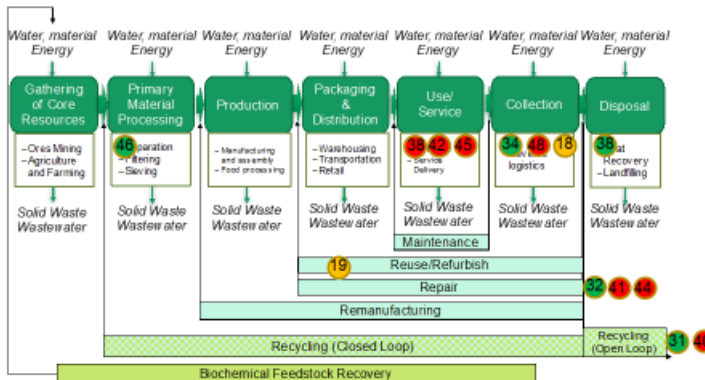 Water, material Water, material Water, material Water, material Water, material Water, material Water, material
Energy Energy Energy Energy Energy Energy Energy
Gathering
of Core
Resources
Primary
Material
Processing
Production
Packaging
&
Distribution
Use/
Service
Collection
Disposal
–Ores Mining
–Agriculture
and Farming
46
–Sieving
– Manufacturing
and assembly
– Food processing
–Warehousing
–Transportation
–Retail
38 42 45
– Service
Delivery
34 48 18
logistics
38
Recovery
–Landfilling
Solid Waste Solid Waste Solid Waste Solid Waste Solid Waste Solid Waste Solid Waste
Wastewater Wastewater Wastewater Wastewater Wastewater Wastewater Wastewater
Maintenance
19 Reuse/Refurbish
Repair 32 41 44
Remanufacturing
Recycling (Closed Loop)
Recycling
(Open Loop)
31
Biochemical Feedstock Recovery